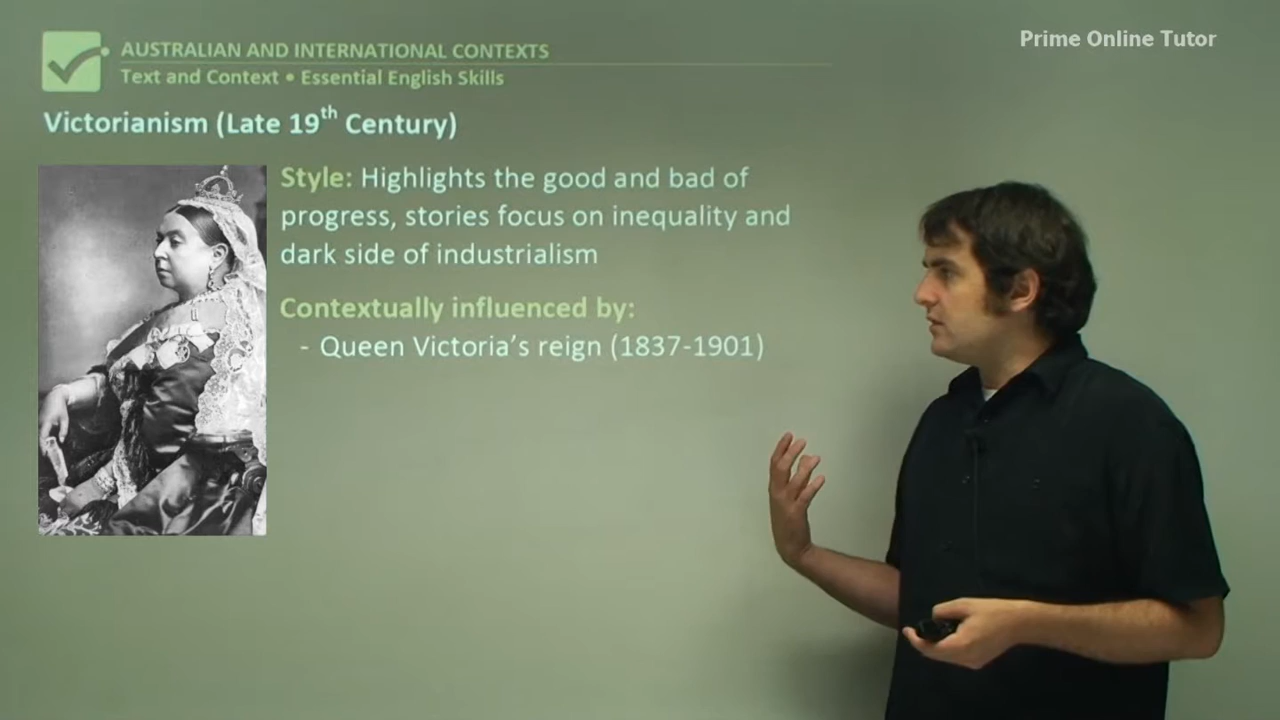 Prime Online Tutor
AUSTRALIAN AND INTERNATIONAL CONTEXTS
Text and Context • Essential English Skills
Victorianism (Late 19th Century)
Style: Highlights the good and bad of
progress, stories focus on inequality and
dark side of industrialism
Contextually influenced by:
- Queen Victoria's reign (1837-1901)